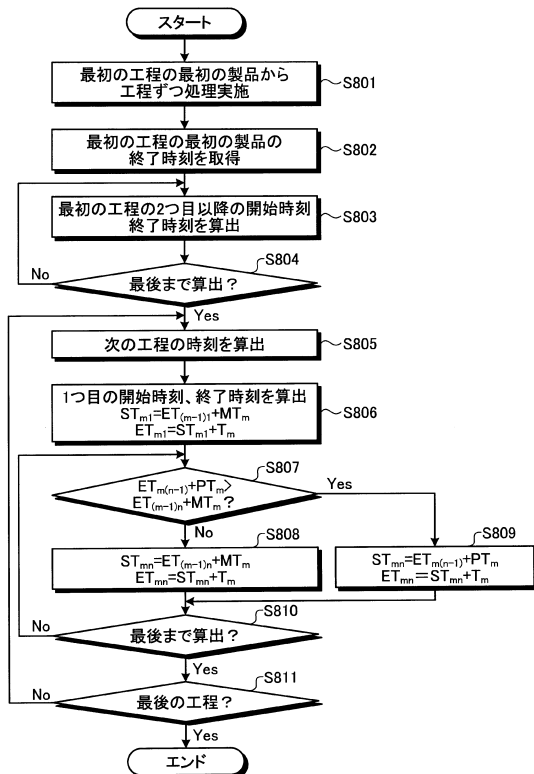 スタート
最初の工程の最初の製品から
工程ずつ処理実施
S801
最初の工程の最初の製品の
終了時刻を取得
S802
最初の工程の2つ目以降の開始時刻
終了時刻を算出
S803
S804
最後まで算出？
No
Yes
次の工程の時刻を算出
S805
1つ目の開始時刻、終了時刻を算出
STm1=ET(m-1)1+MTm
ETm1=STm1+Tm
S806
S807
ETm(n-1)+PTm>
ET(m-1)n+MTm？
Yes
No
S808
STmn=ET(m-1)n+MTm
ETmn=STmn+Tm
S809
STmn=ETm(n-1)+PTm
ETmn=STmn+Tm
S810
最後まで算出？
No
Yes
S811
最後の工程？
No
Yes
エンド